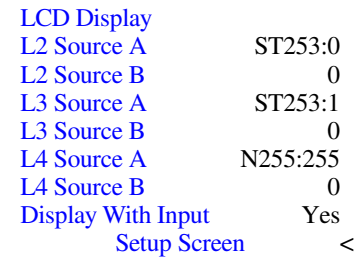 LCD Display
L2 Source A ST253:0
L2 Source B 0
L3 Source A ST253:1
L3 Source B 0
L4 Source A N255:255
L4 Source B 0
Display With Input Yes
Setup Screen <